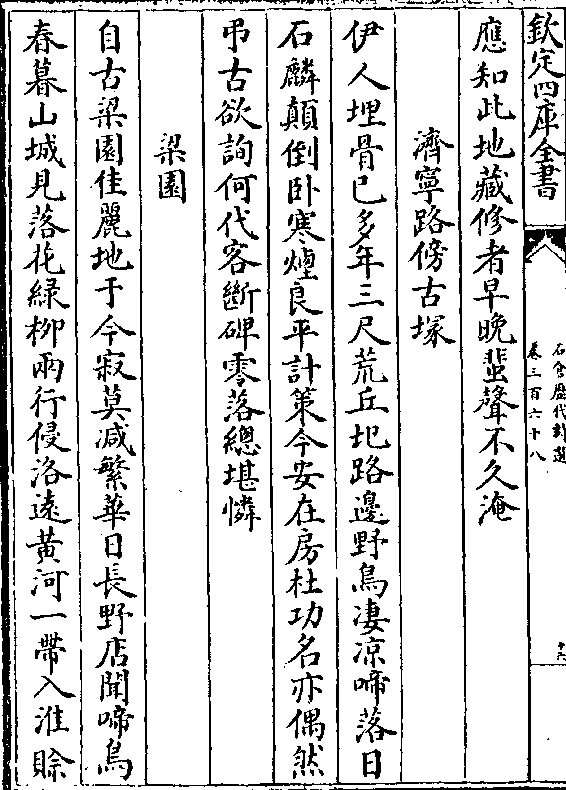 欽定四庫全書
石倉歷代詩選
卷三百六十八
十六
應知此地藏修者早晚蜚聲不久淹
濟寧路傍古塚
伊人埋骨已多年三尺荒丘圯路邊野鳥淒凉啼落日
石麟顛倒卧寒煙良平計策今安在房杜功名亦偶然
弔古欲詢何代客斷碑零落總堪憐
梁園
自古梁園佳麗地于今寂莫减繁華日長野店聞啼鳥
春暮山城見落花緑柳兩行侵洛遠黄河一帶入淮賒